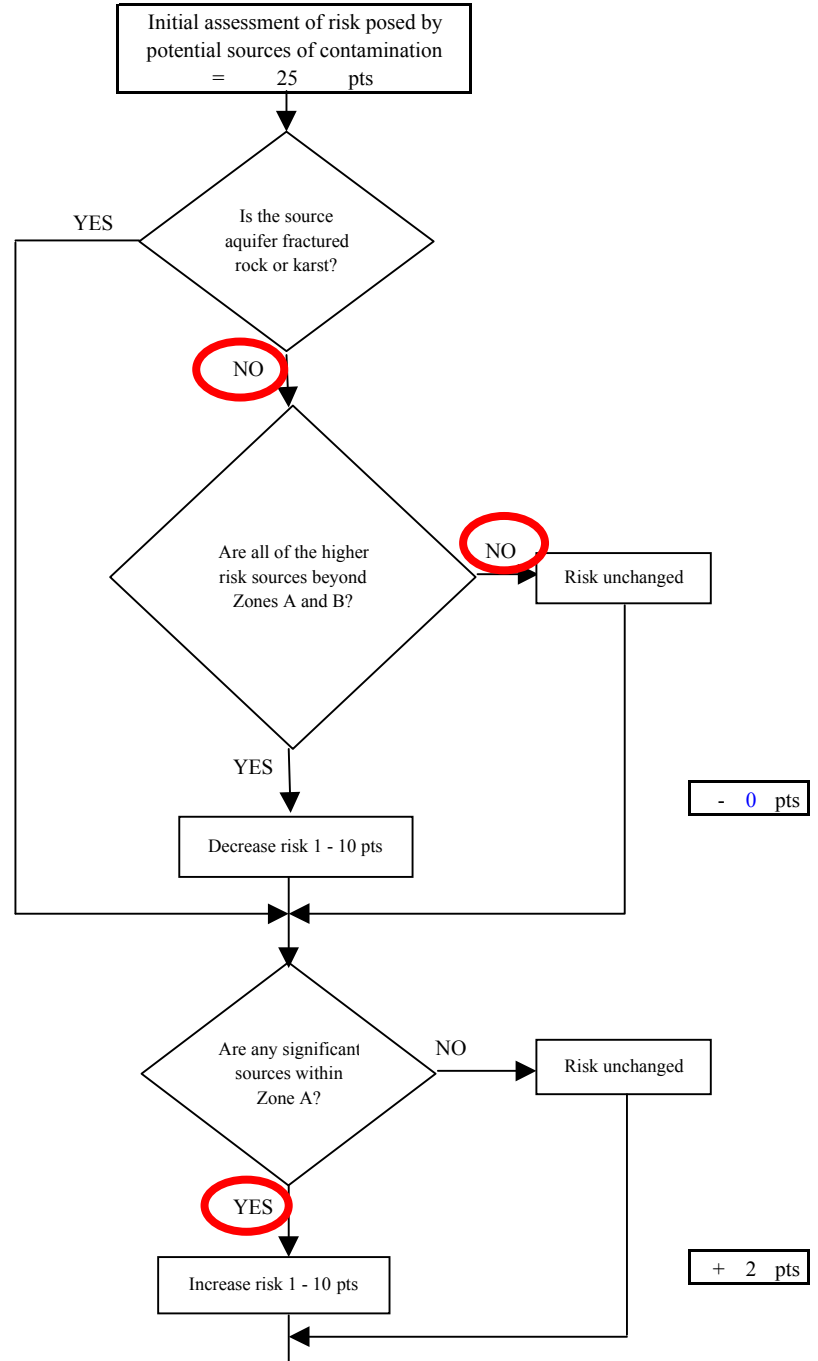 Initial assessment of risk posed by
potential sources of contamination
= 25 pts
YES
Is the source
aquifer fractured
rock or karst?
NO
Are all of the higher
risk sources beyond
Zones A and B?
NO
Risk unchanged
YES
- 0 pts
Decrease risk 1 - 10 pts
Are any significant
sources within
Zone A?
NO
Risk unchanged
YES
Increase risk 1 - 10 pts
+ 2 pts